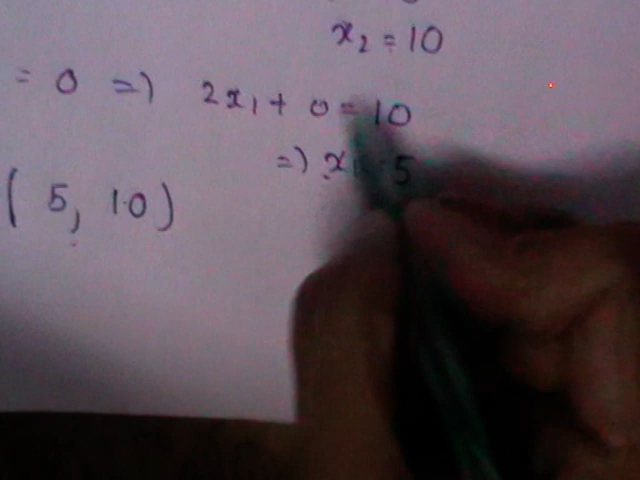 x₂ = 10
= 0 => 2x₁ + 0 = 10
=> x₁ = 5
(5, 10)